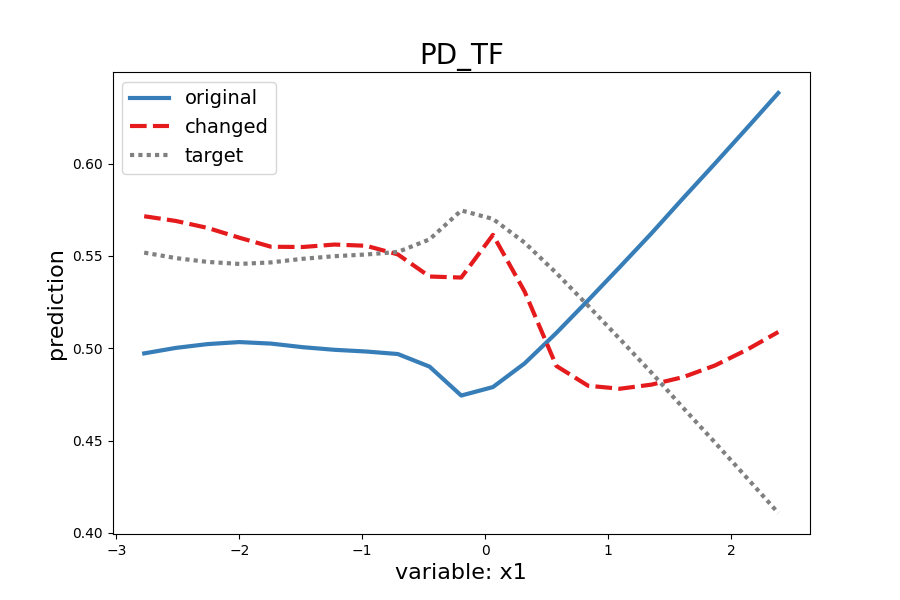 PD_TF
original
changed
target
prediction
0.60
0.55
0.50
0.45
0.40
−3
−2
−1
0
1
2
variable: x1